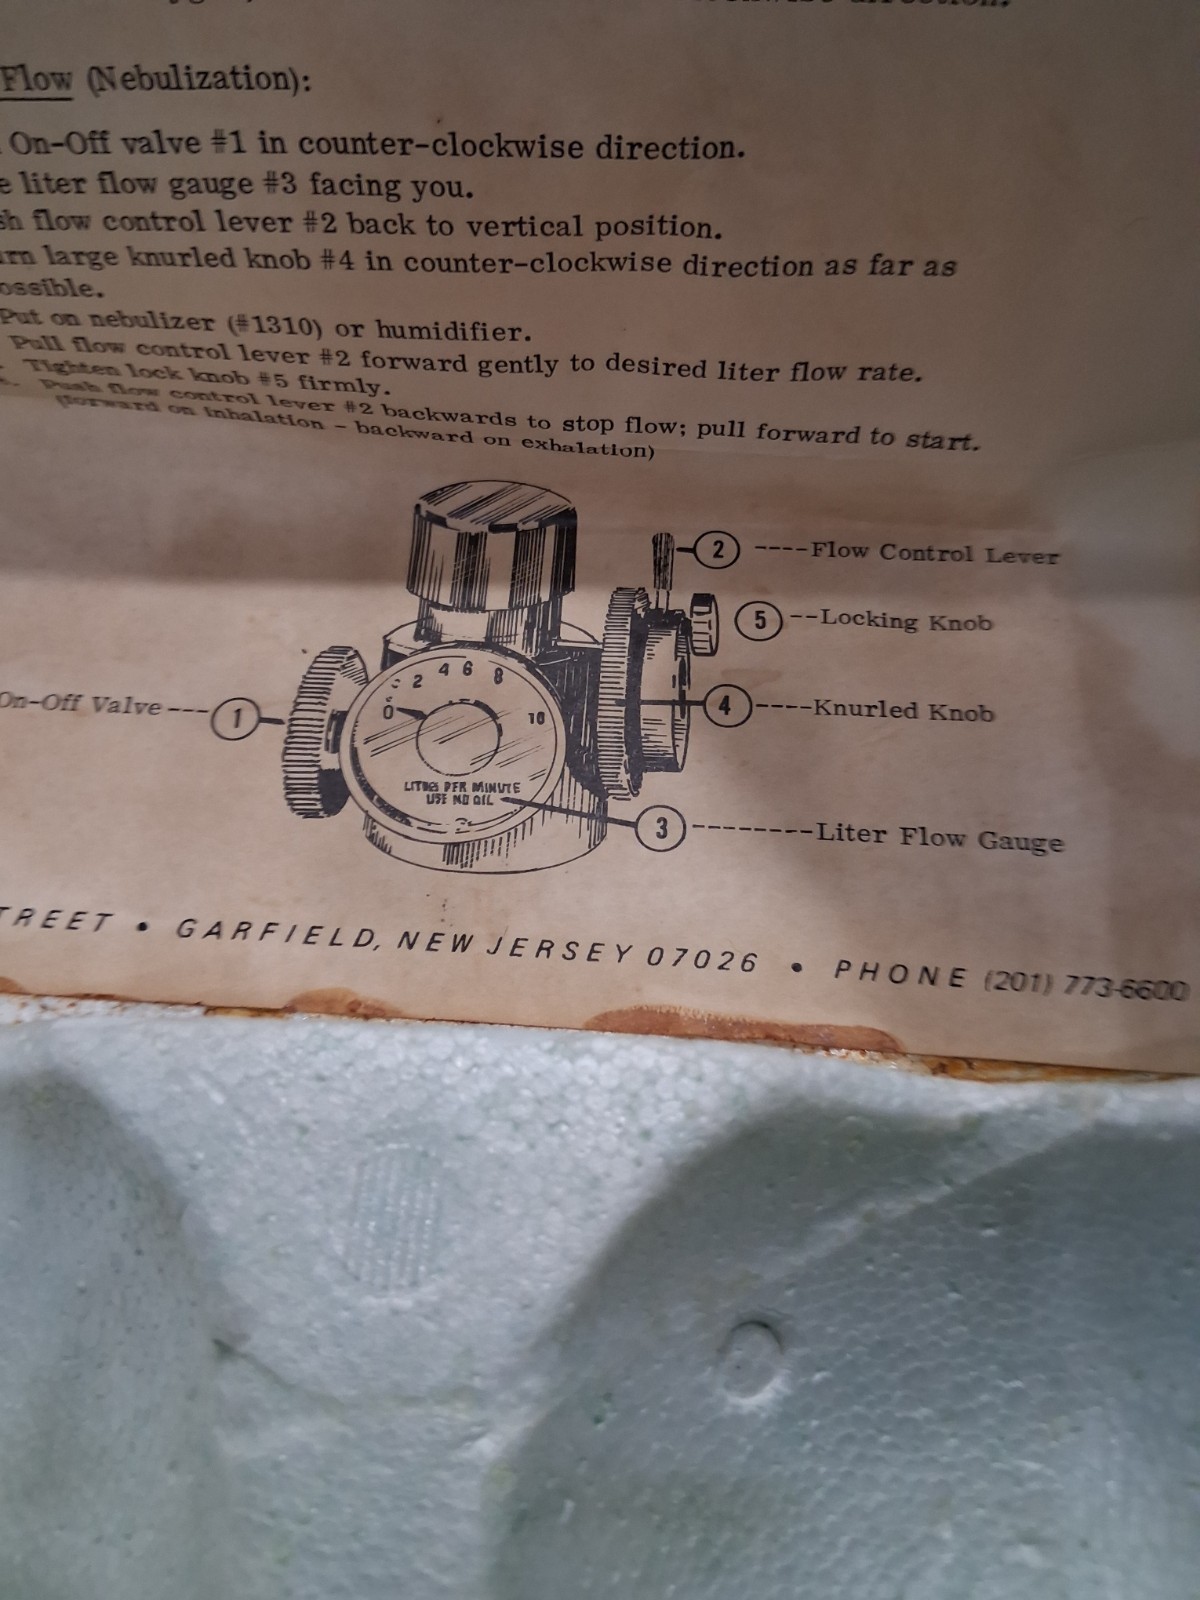 Flow (Nebulization):
On-Off valve #1 in counter-clockwise direction.
liter flow gauge #3 facing you.
flow control lever #2 back to vertical position.
large knurled knob #4 in counter-clockwise direction as far as
ossible.
Put on nebulizer (#1310) or humidifier.
Pull flow control lever #2 forward gently to desired liter flow rate.
Tighten lock knob #5 firmly.
Push flow control lever #2 backwards to stop flow; pull forward to start.
(forward on inhalation - backward on exhalation)
2 ----Flow Control Lever
5 --Locking Knob
4 ----Knurled Knob
On-Off Valve --- 1
0 2 4 6 8 10
LITERS PER MINUTE
USE NO OIL
3 --------Liter Flow Gauge
TREET • GARFIELD, NEW JERSEY 07026 • PHONE (201) 773-6600